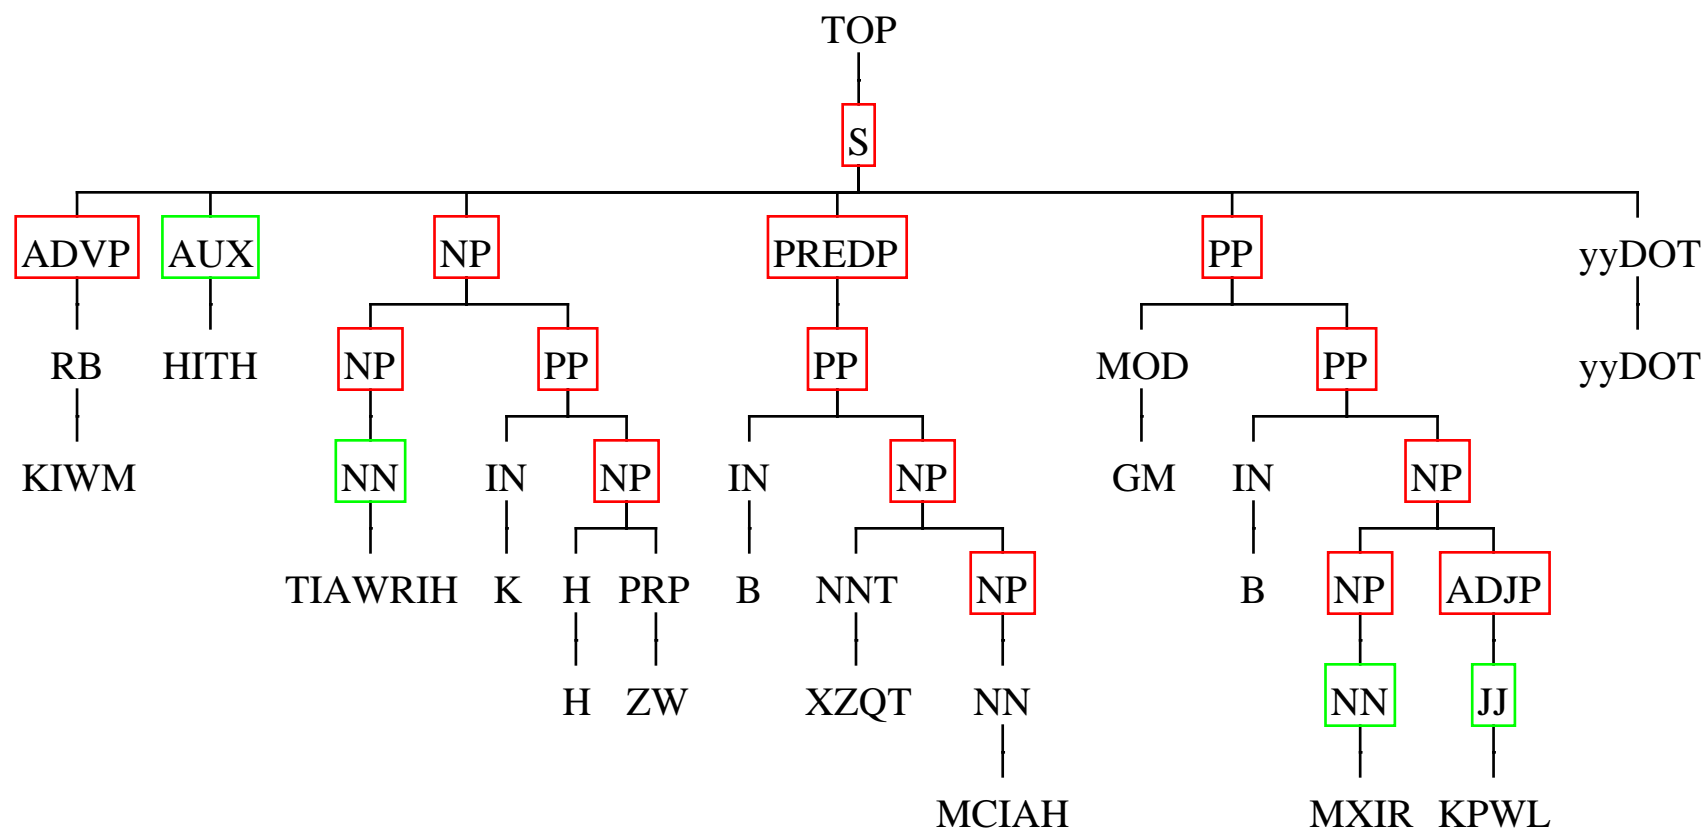 TOP
S
ADVP AUX NP PREDP PP yyDOT
RB HITH NP PP PP MOD PP yyDOT
KIWM NN IN NP IN NP GM IN NP
TIAWRIH K H PRP B NNT NP B NP ADJP
H ZW XZQT NN NN JJ
MCIAH MXIR KPWL